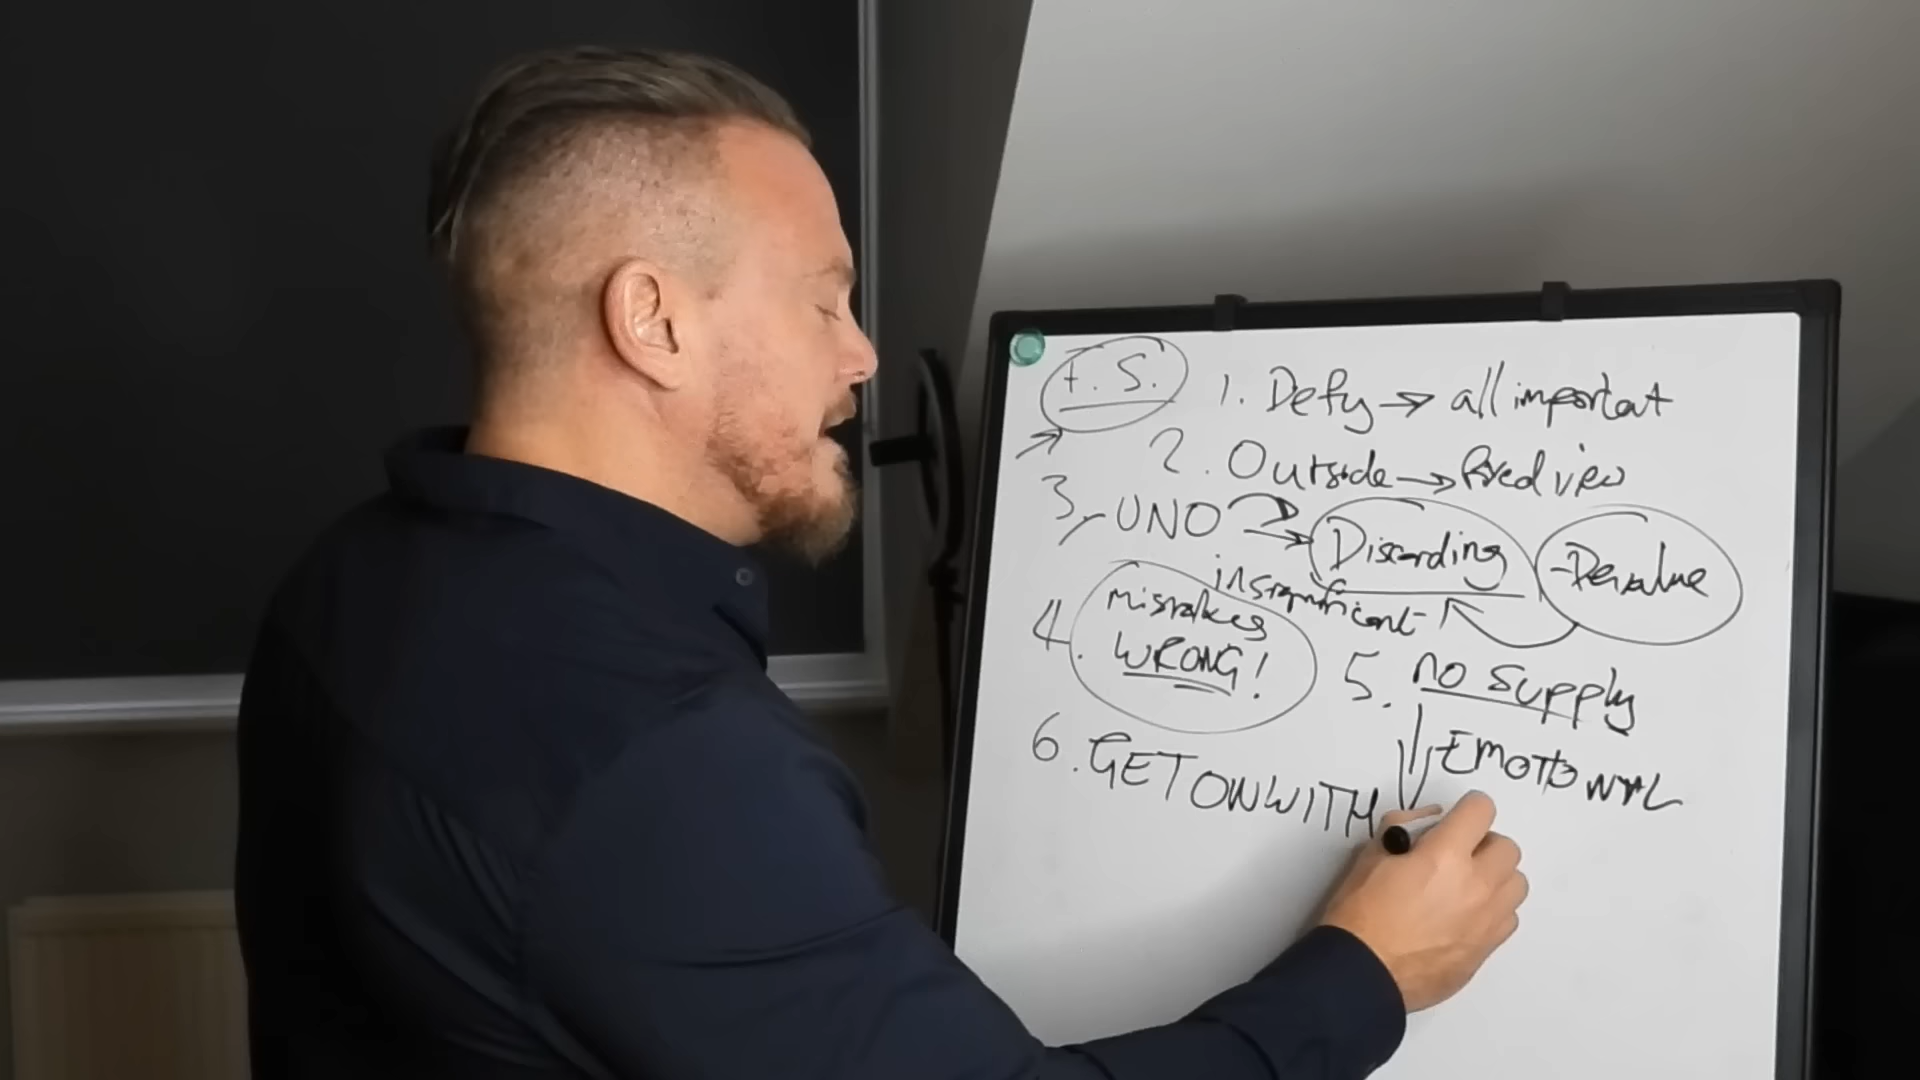 +. S.
1. Defy → all importat
2. Outside → fixed view
3, UNO → Discarding - Devalue
insignificant
4. mistakes
WRONG!
5. no supply
EMOTIONAL
6. GET ON WITH